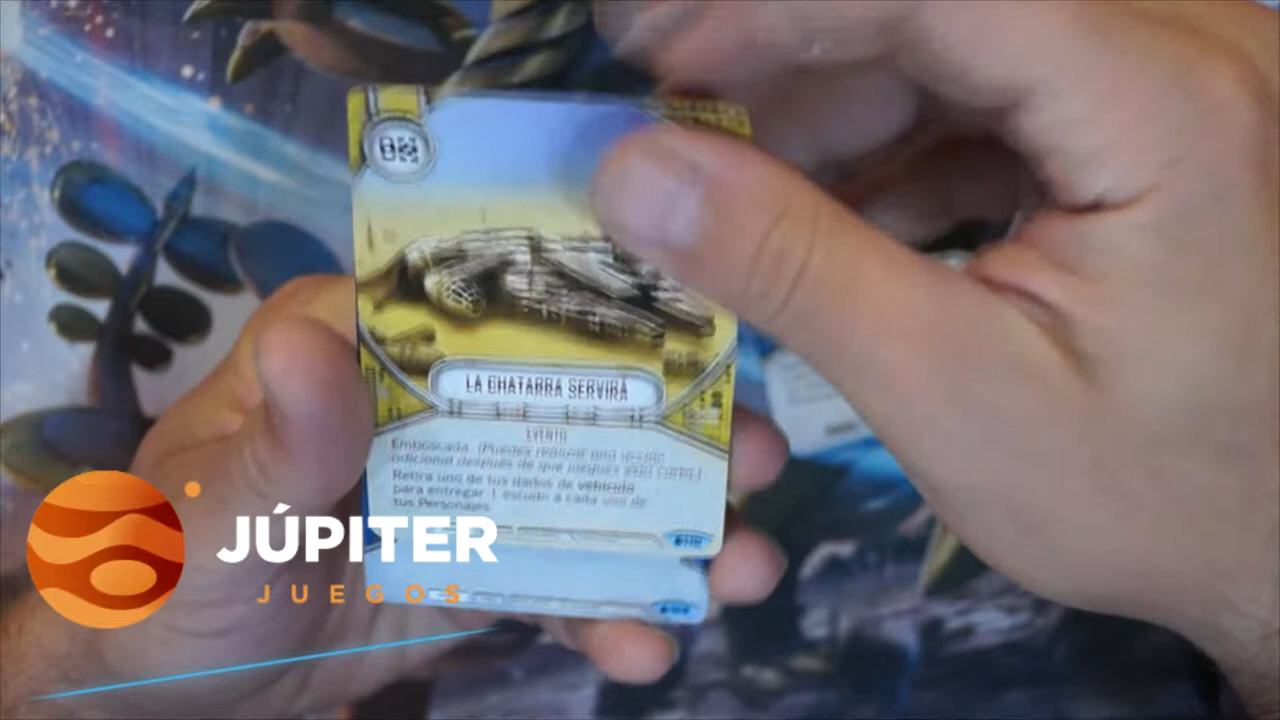 LA CHATARRA SERVIRÁ
EVENTO
Emboscada. (Puedes realizar una acción
adicional después de que juegues esta carta.)
Retira uno de tus dados de vehículo
para entregar 1 escudo a cada uno de
tus Personajes.
JÚPITER
JUEGOS